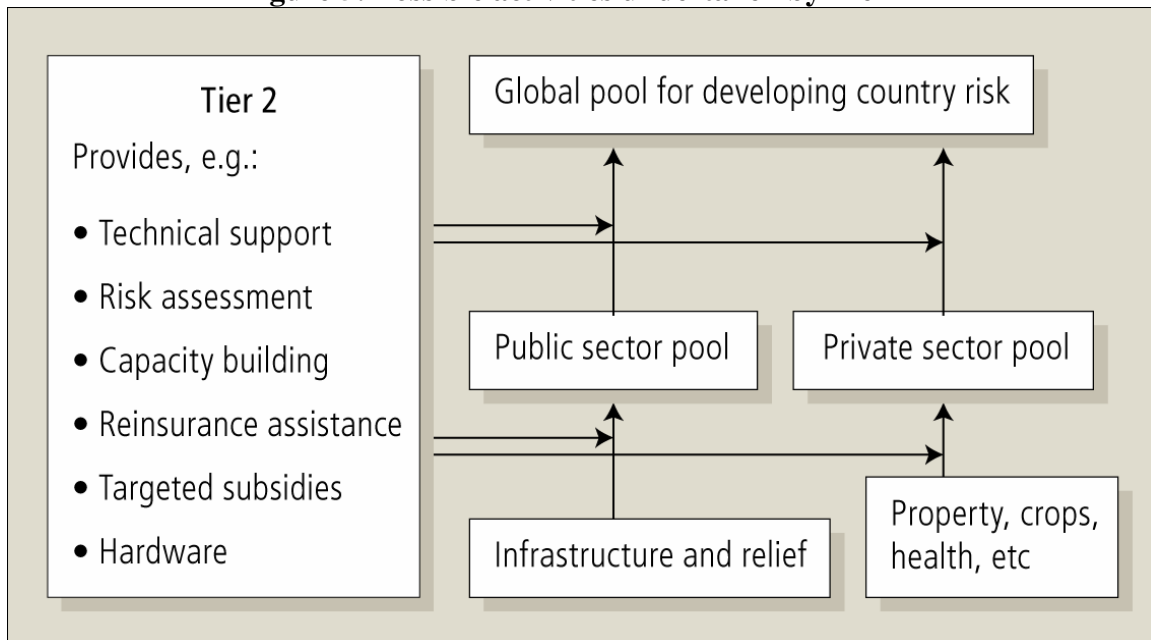 Tier 2
Provides, e.g.:
• Technical support
• Risk assessment
• Capacity building
• Reinsurance assistance
• Targeted subsidies
• Hardware
Global pool for developing country risk
Public sector pool
Private sector pool
Infrastructure and relief
Property, crops,
health, etc